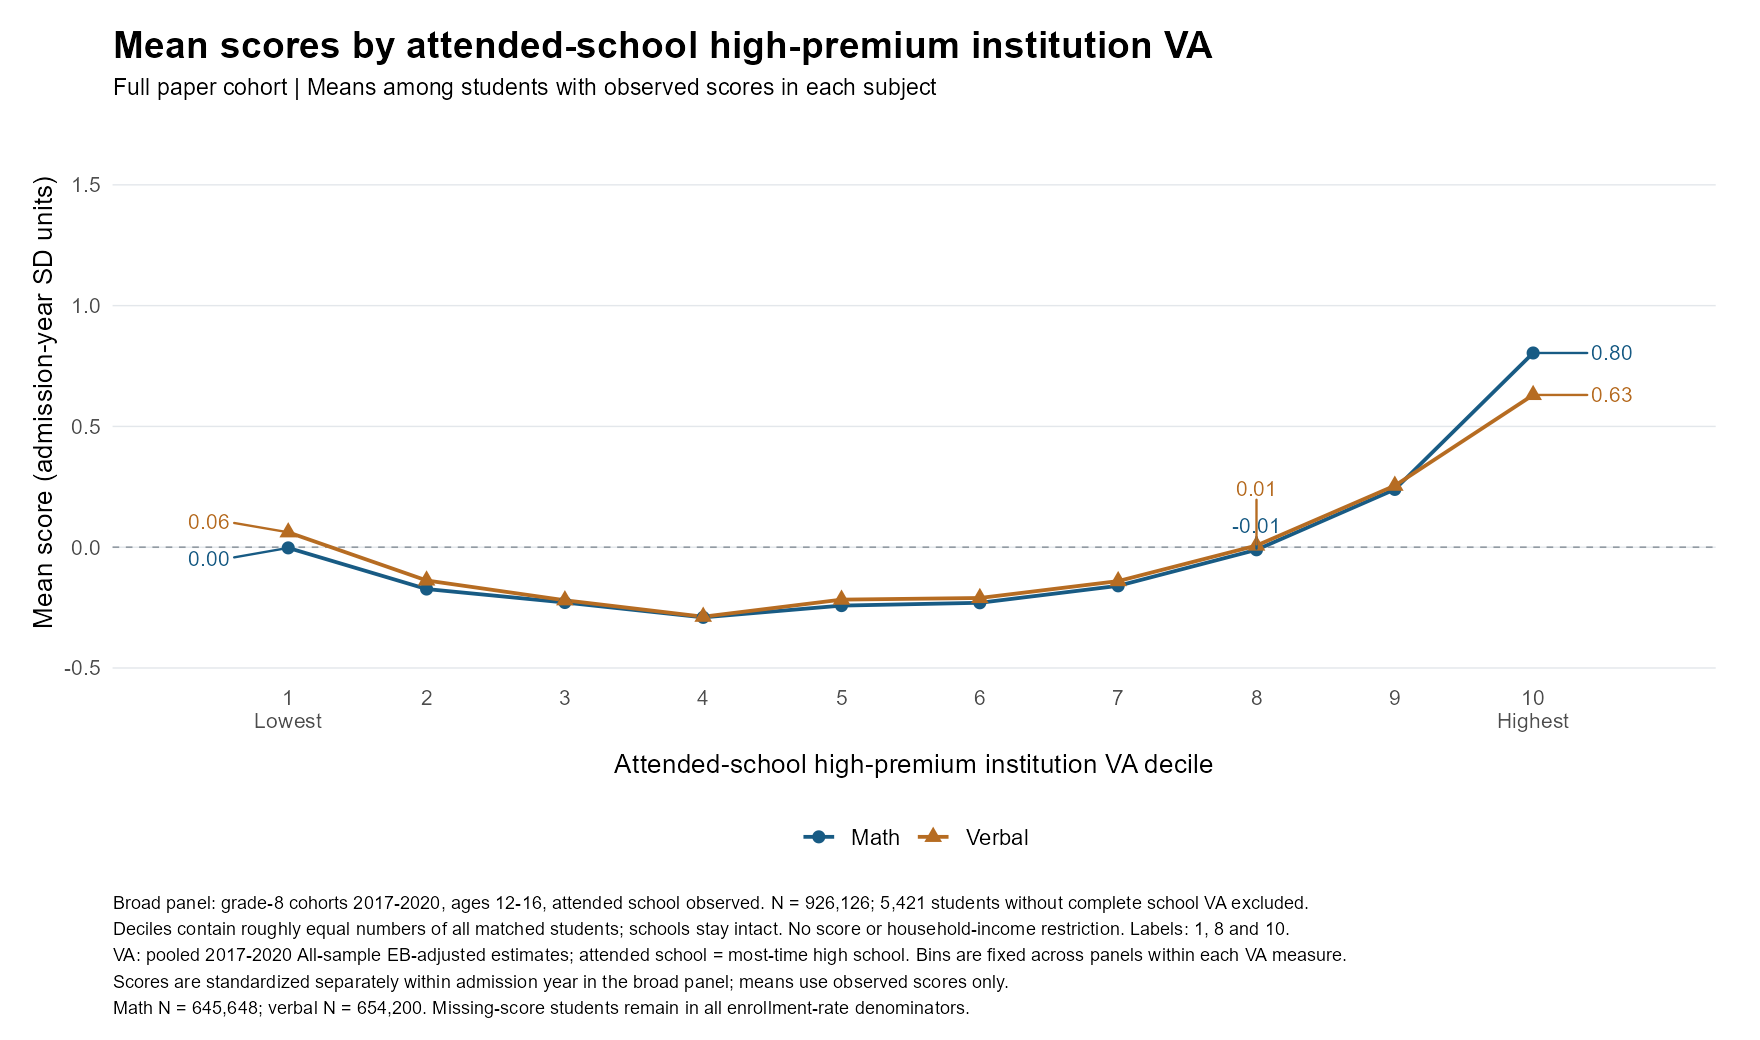 Mean scores by attended-school high-premium institution VA
Full paper cohort | Means among students with observed scores in each subject
Mean score (admission-year SD units)
1.5
1.0
0.5
0.0
-0.5
0.06
0.00
0.01
-0.01
0.80
0.63
1 2 3 4 5 6 7 8 9 10
Lowest Highest
Attended-school high-premium institution VA decile
Math Verbal
Broad panel: grade-8 cohorts 2017-2020, ages 12-16, attended school observed. N = 926,126; 5,421 students without complete school VA excluded.
Deciles contain roughly equal numbers of all matched students; schools stay intact. No score or household-income restriction. Labels: 1, 8 and 10.
VA: pooled 2017-2020 All-sample EB-adjusted estimates; attended school = most-time high school. Bins are fixed across panels within each VA measure.
Scores are standardized separately within admission year in the broad panel; means use observed scores only.
Math N = 645,648; verbal N = 654,200. Missing-score students remain in all enrollment-rate denominators.